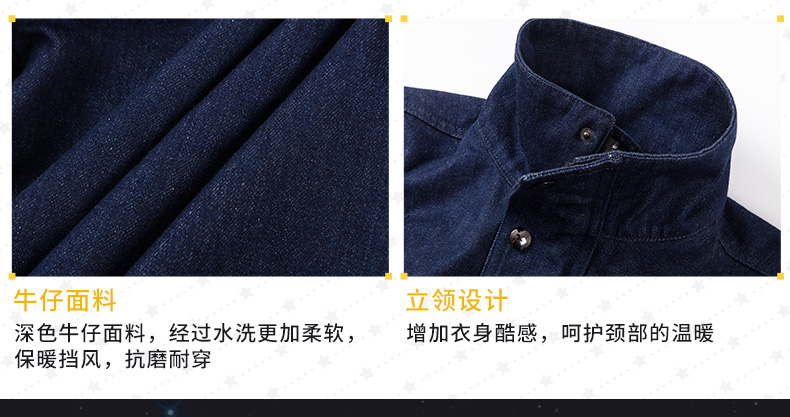 牛仔面料
深色牛仔面料，经过水洗更加柔软，
保暖挡风，抗磨耐穿
立领设计
增加衣身酷感，呵护颈部的温暖